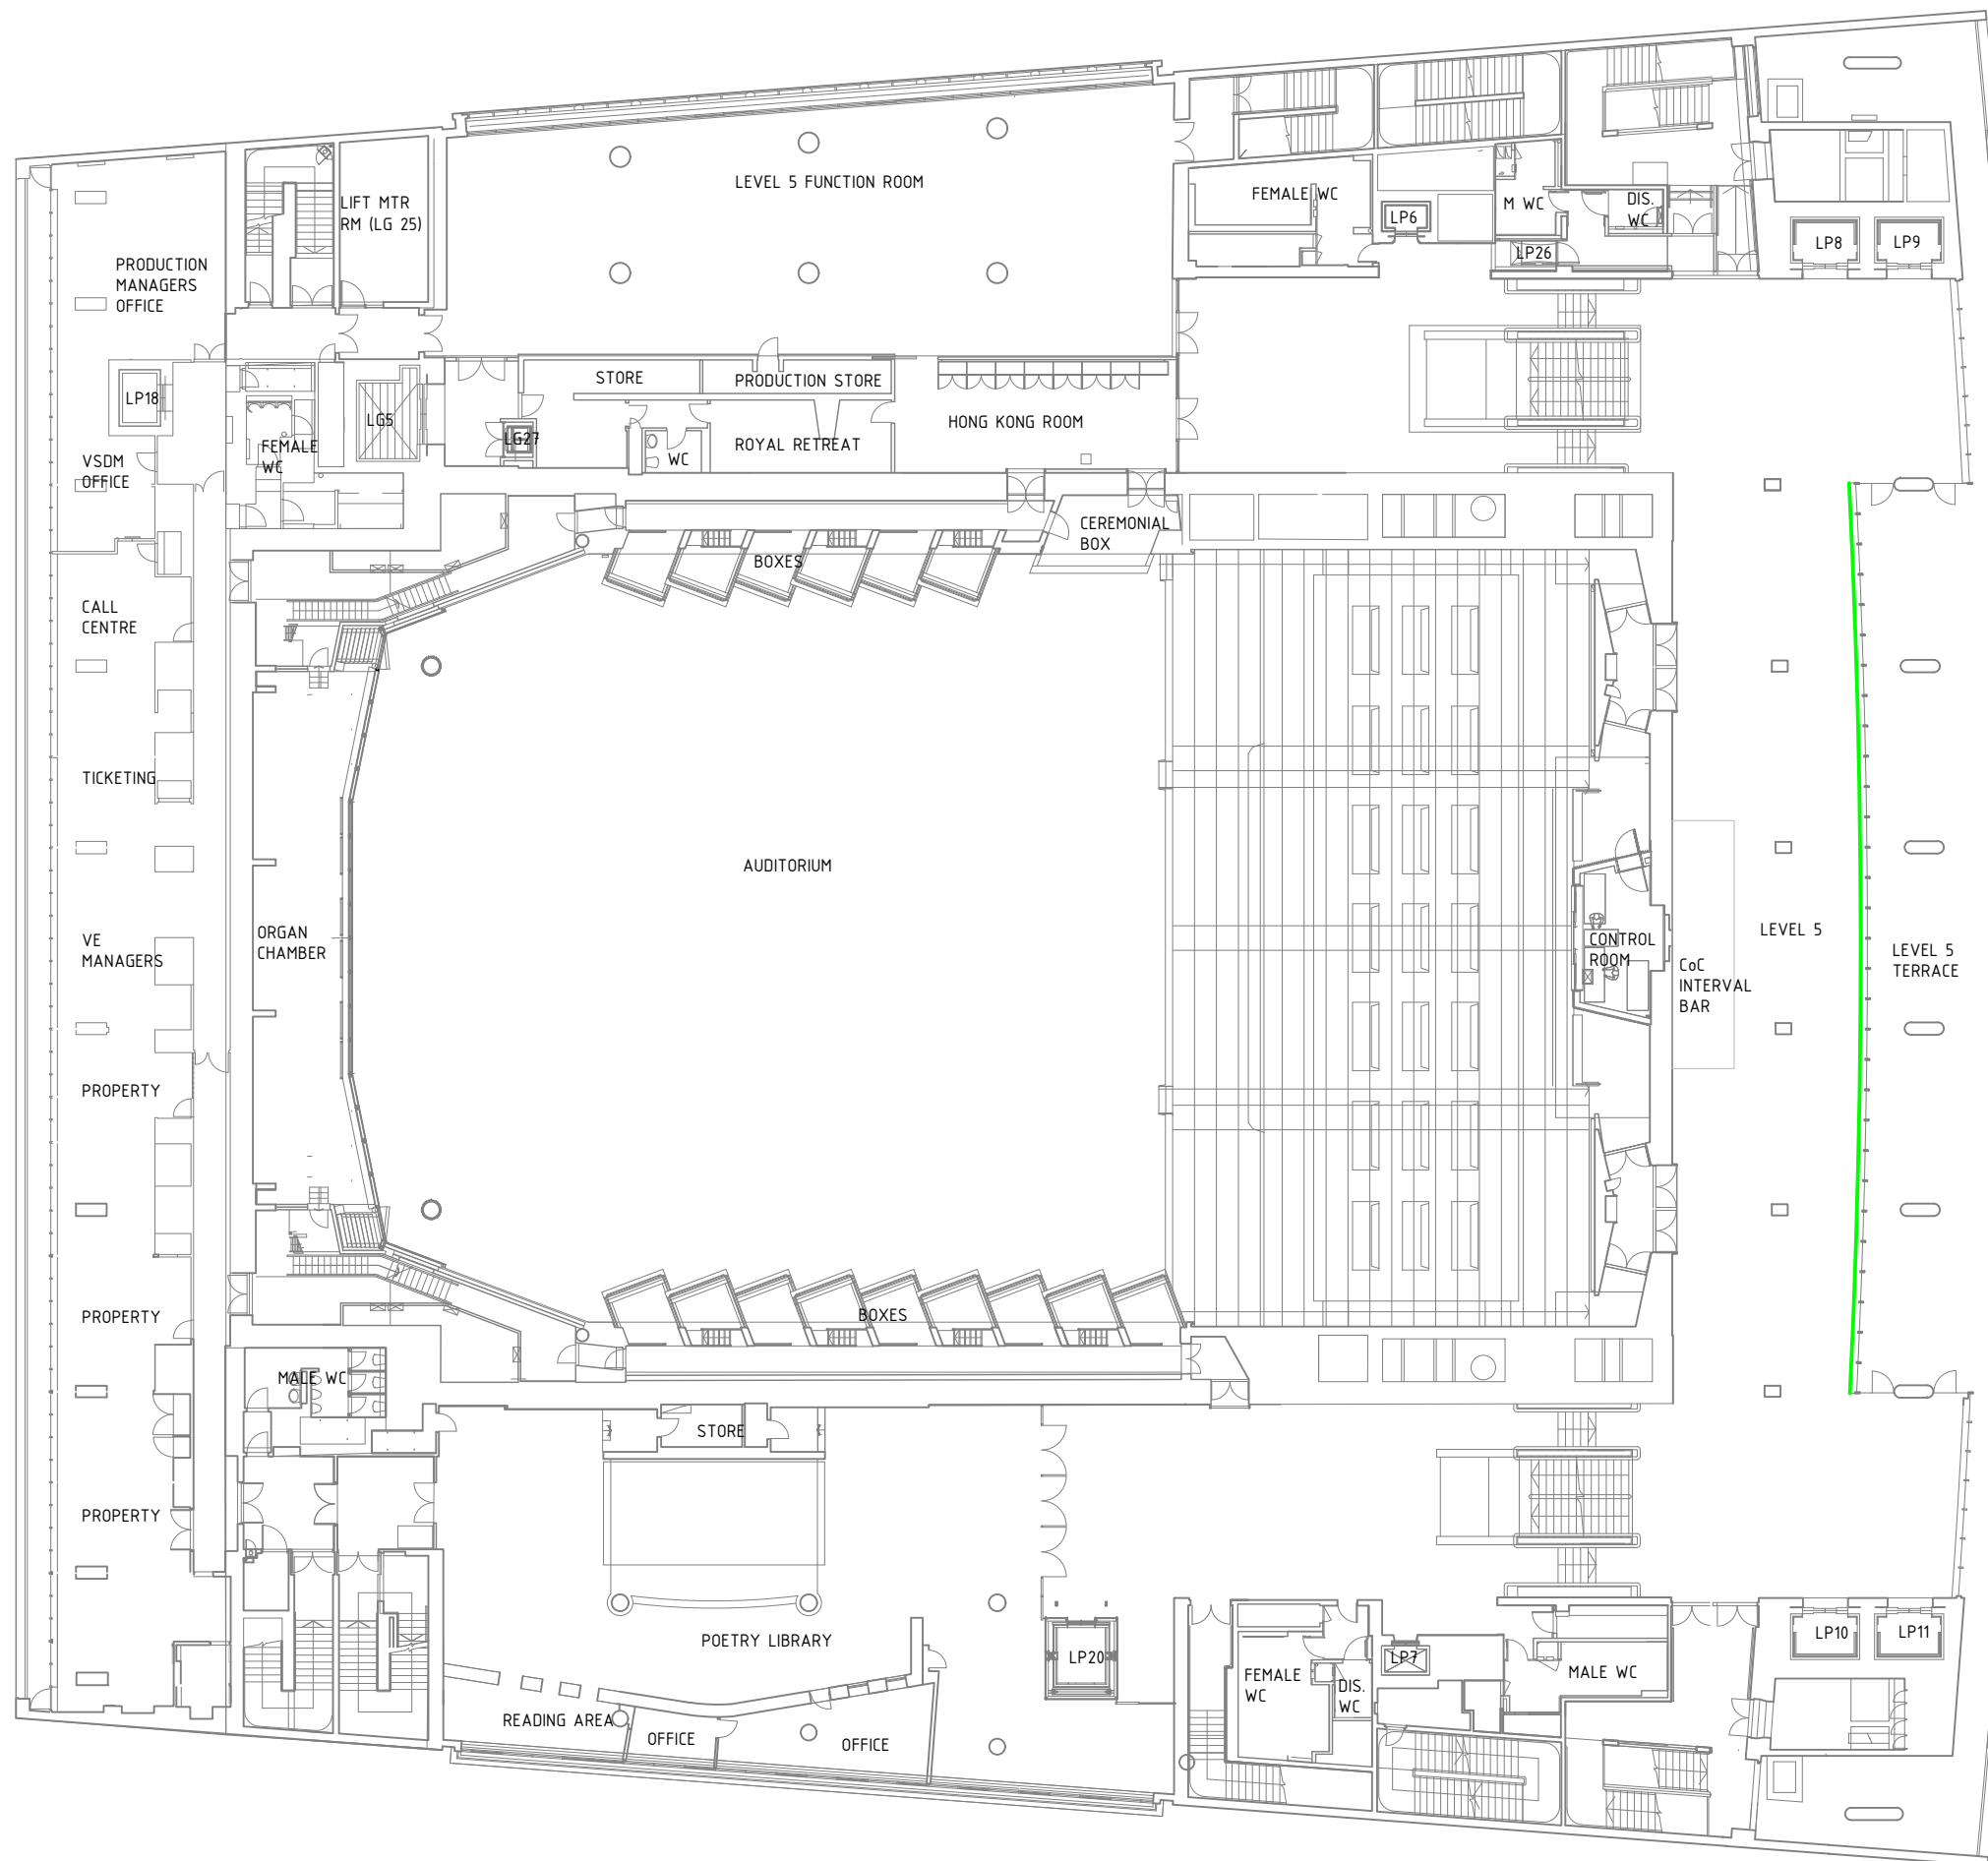 LEVEL 5 FUNCTION ROOM
FEMALE WC
M WC
DIS.
WC
LIFT MTR
RM (LG 25)
LP6
LP26
LP8
LP9
PRODUCTION
MANAGERS
OFFICE
STORE
PRODUCTION STORE
LP18
LG5
LG27
HONG KONG ROOM
FEMALE
WC
WC
ROYAL RETREAT
VSDM
OFFICE
CEREMONIAL
BOX
BOXES
CALL
CENTRE
TICKETING
AUDITORIUM
ORGAN
CHAMBER
VE
MANAGERS
CONTROL
ROOM
LEVEL 5
LEVEL 5
TERRACE
CoC
INTERVAL
BAR
PROPERTY
PROPERTY
BOXES
MALE WC
STORE
PROPERTY
POETRY LIBRARY
LP20
LP7
LP10
LP11
FEMALE
WC
DIS.
WC
MALE WC
READING AREA
OFFICE
OFFICE